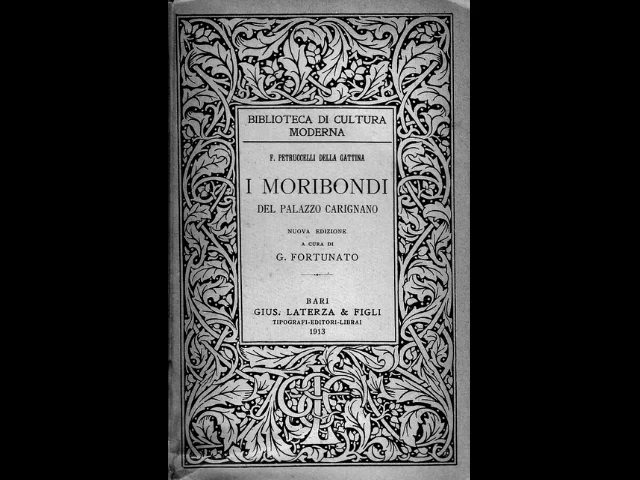 BIBLIOTECA DI CULTURA
MODERNA
F. PETRUCCELLI DELLA GATTINA
I MORIBONDI
DEL PALAZZO CARIGNANO
NUOVA EDIZIONE
A CURA DI
G. FORTUNATO
BARI
GIUS. LATERZA & FIGLI
TIPOGRAFI-EDITORI-LIBRAI
1913